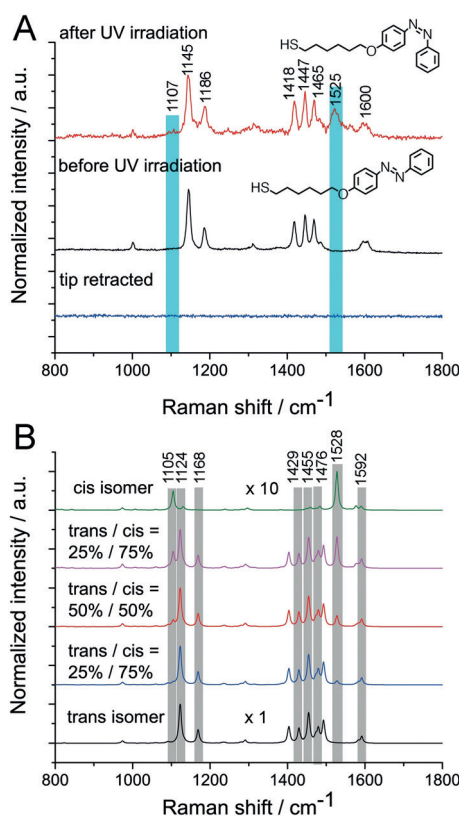 A
after UV irradiation
1107
1145
1186
1418
1447
1465
1525
1600
HS
O
N
N
before UV irradiation
HS
O
N
N
tip retracted
Normalized intensity / a.u.
800 1000 1200 1400 1600 1800
Raman shift / cm-1
B
1105
1124
1168
1429
1455
1476
1528
1592
cis isomer x 10
trans / cis =
25% / 75%
trans / cis =
50% / 50%
trans / cis =
25% / 75%
trans isomer x 1
Normalized intensity / a.u.
800 1000 1200 1400 1600 1800
Raman shift / cm-1